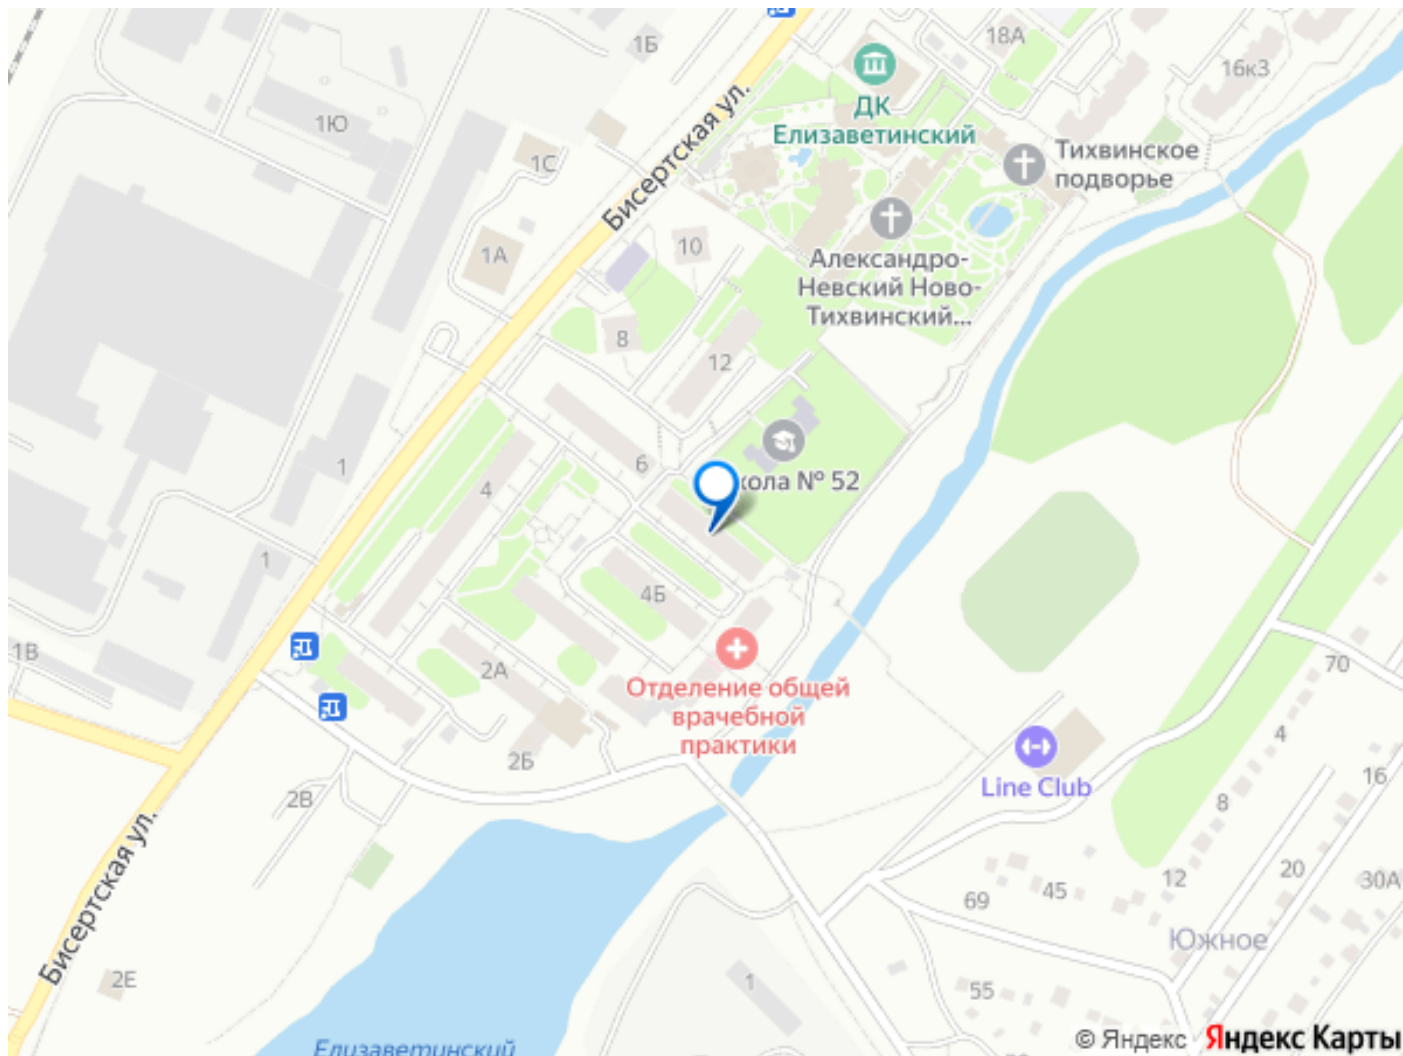 1Б
18А
16к3
1Ю
ДК
Елизаветинский
Тихвинское
подворье
1С
Бисертская ул.
10
1А
Александро-
Невский Ново-
Тихвинский...
8
12
6
1
4
кола № 52
1
4Б
1В
2А
70
Отделение общей
врачебной
практики
4
2Б
Line Club
16
2В
8
Бисертская ул.
12
20
30А
45
69
Южное
2Е
1
55
Елизаветинский
© Яндекс Яндекс Карты